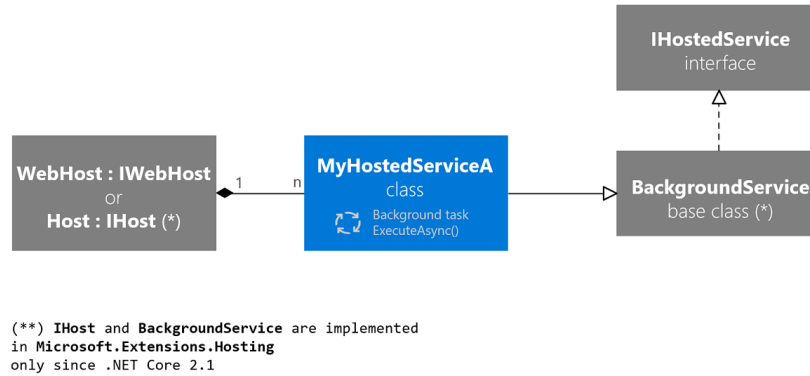 IHostedService
interface
WebHost : IWebHost
or
Host : IHost (*)
1
n
MyHostedServiceA
class
Background task
ExecuteAsync()
BackgroundService
base class (*)
(**) IHost and BackgroundService are implemented
in Microsoft.Extensions.Hosting
only since .NET Core 2.1